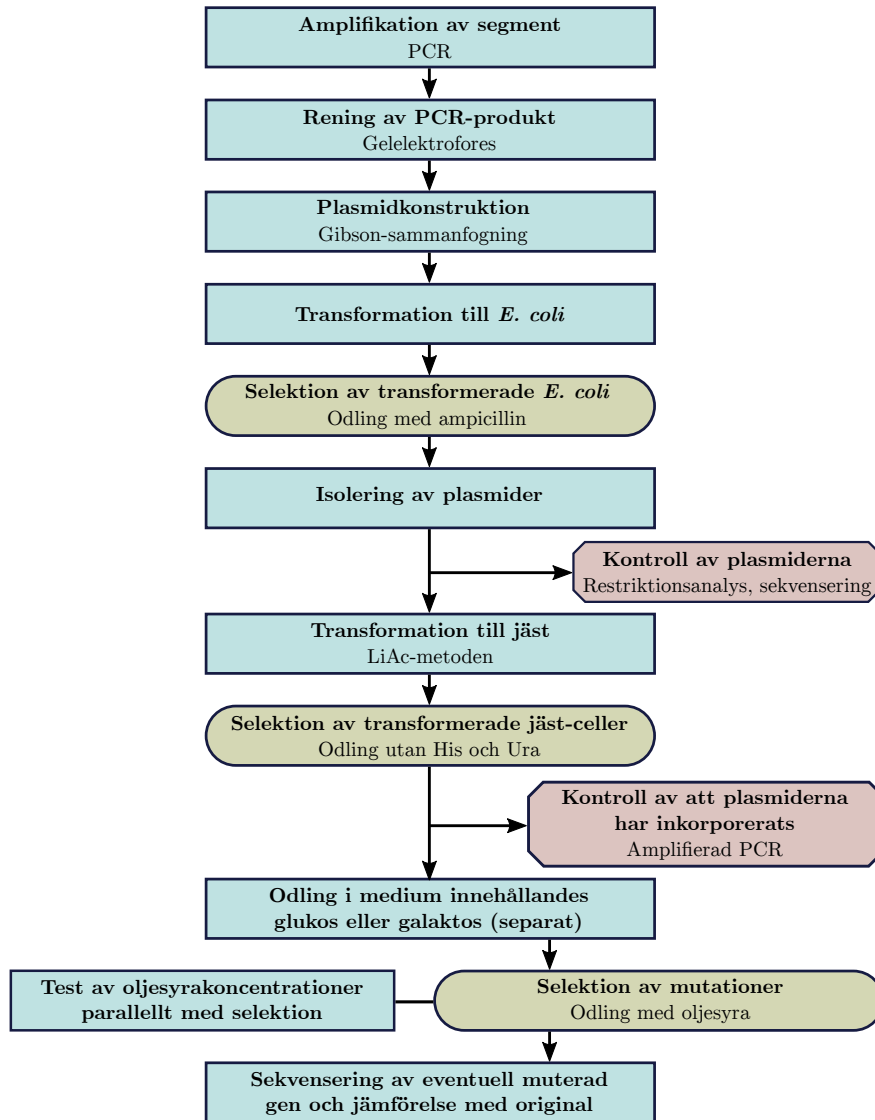 Amplifikation av segment
PCR
Rening av PCR-produkt
Gelelektrofores
Plasmidkonstruktion
Gibson-sammanfogning
Transformation till E. coli
Selektion av transformerade E. coli
Odling med ampicillin
Isolering av plasmider
Kontroll av plasmiderna
Restriktionsanalys, sekvensering
Transformation till jäst
LiAc-metoden
Selektion av transformerade jäst-celler
Odling utan His och Ura
Kontroll av att plasmiderna
har inkorporerats
Amplifierad PCR
Odling i medium innehållandes
glukos eller galaktos (separat)
Test av oljesyrakoncentrationer
parallellt med selektion
Selektion av mutationer
Odling med oljesyra
Sekvensering av eventuell muterad
gen och jämförelse med original